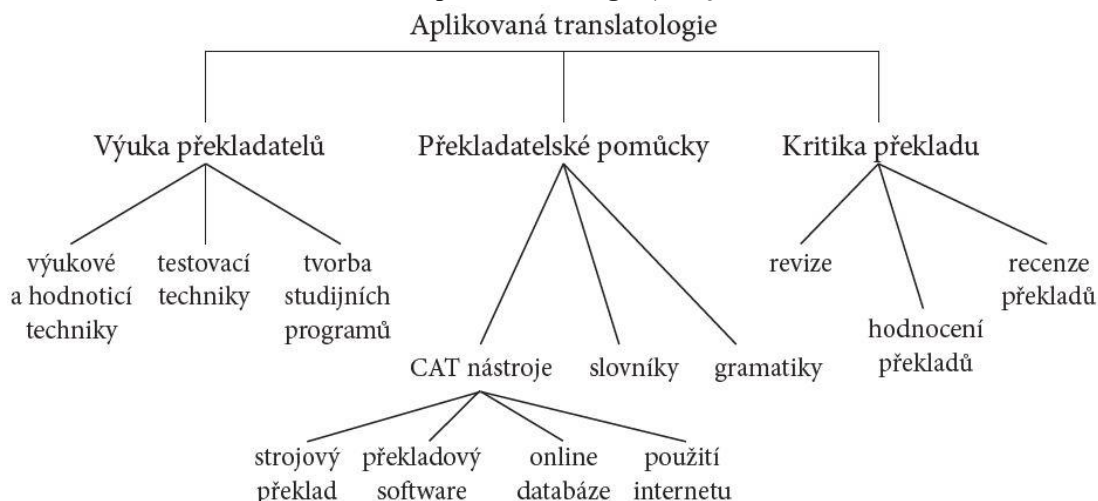 Aplikovaná translatologie
Výuka překladatelů
Překladatelské pomůcky
Kritika překladu
výukové
a hodnoticí
techniky
testovací
techniky
tvorba
studijních
programů
revize
hodnocení
překladů
recenze
překladů
CAT nástroje
slovníky
gramatiky
strojový
překlad
překladový
software
online
databáze
použití
internetu